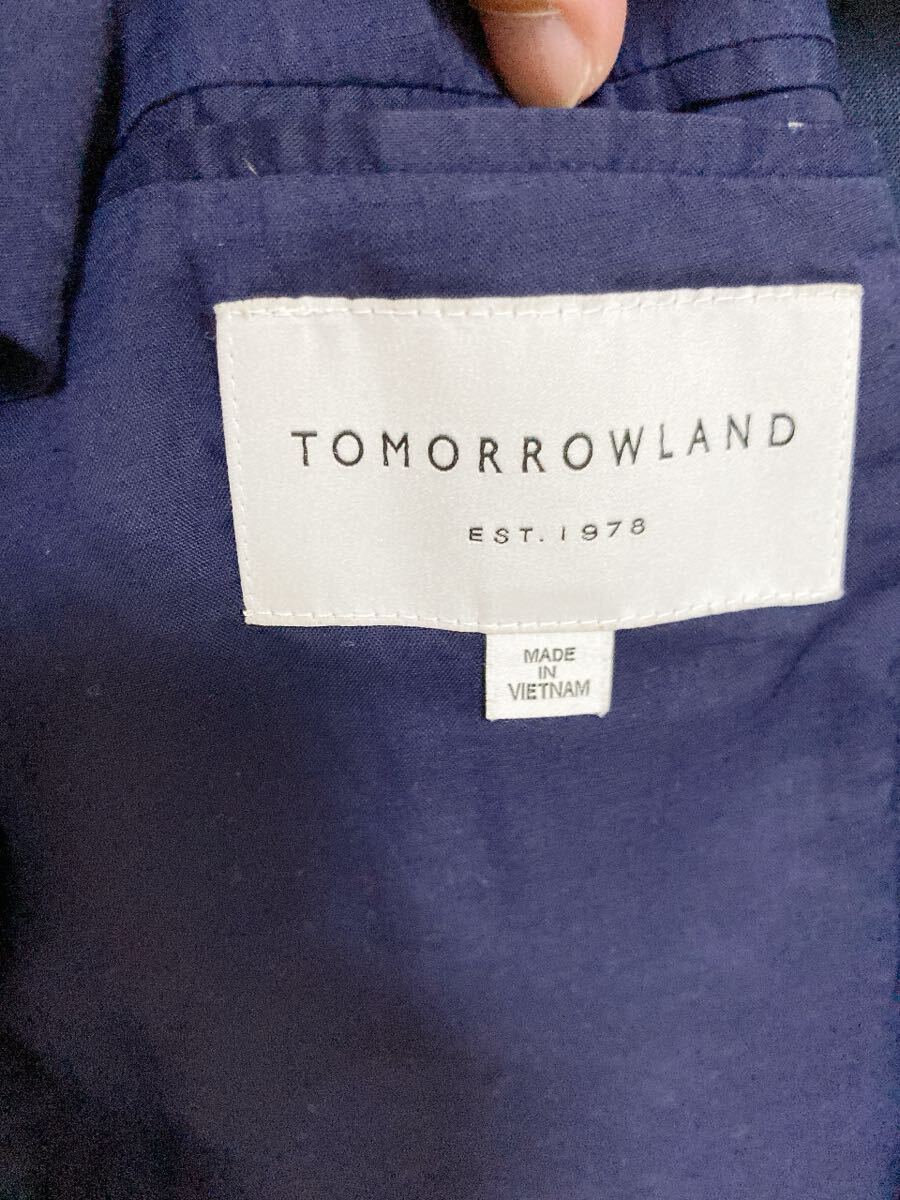 TOMORROWLAND
EST. 1978
MADE
IN
VIETNAM